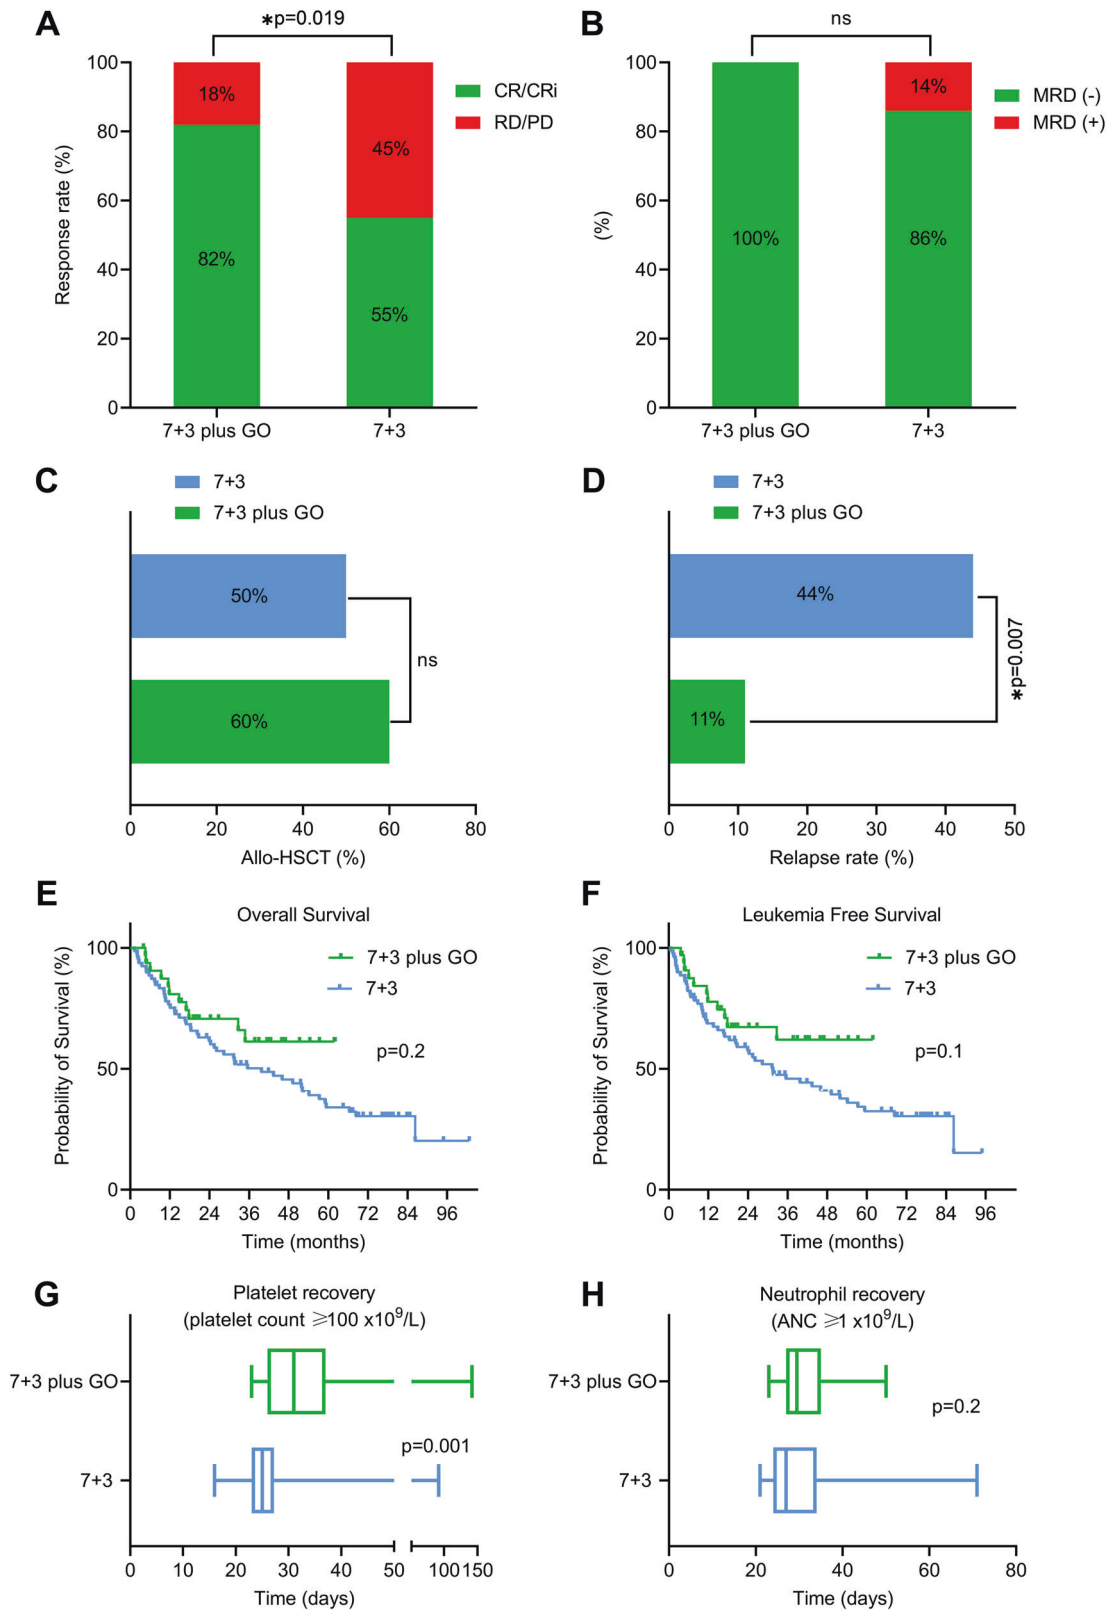 A
∗p=0.019
100
80
60
40
20
0
Response rate (%)
18%
82%
45%
55%
7+3 plus GO
7+3
CR/CRi
RD/PD
B
ns
100
80
60
40
20
0
(%)
100%
14%
86%
7+3 plus GO
7+3
MRD (-)
MRD (+)
C
7+3
7+3 plus GO
50%
60%
ns
0 20 40 60 80
Allo-HSCT (%)
D
7+3
7+3 plus GO
44%
11%
∗p=0.007
0 10 20 30 40 50
Relapse rate (%)
E
Overall Survival
Probability of Survival (%)
100
50
0
7+3 plus GO
7+3
p=0.2
0 12 24 36 48 60 72 84 96
Time (months)
F
Leukemia Free Survival
Probability of Survival (%)
100
50
0
7+3 plus GO
7+3
p=0.1
0 12 24 36 48 60 72 84 96
Time (months)
G
Platelet recovery
(platelet count ⩾100 x10⁹/L)
7+3 plus GO
7+3
p=0.001
0 10 20 30 40 50 100 150
Time (days)
H
Neutrophil recovery
(ANC ⩾1 x10⁹/L)
7+3 plus GO
7+3
p=0.2
0 20 40 60 80
Time (days)